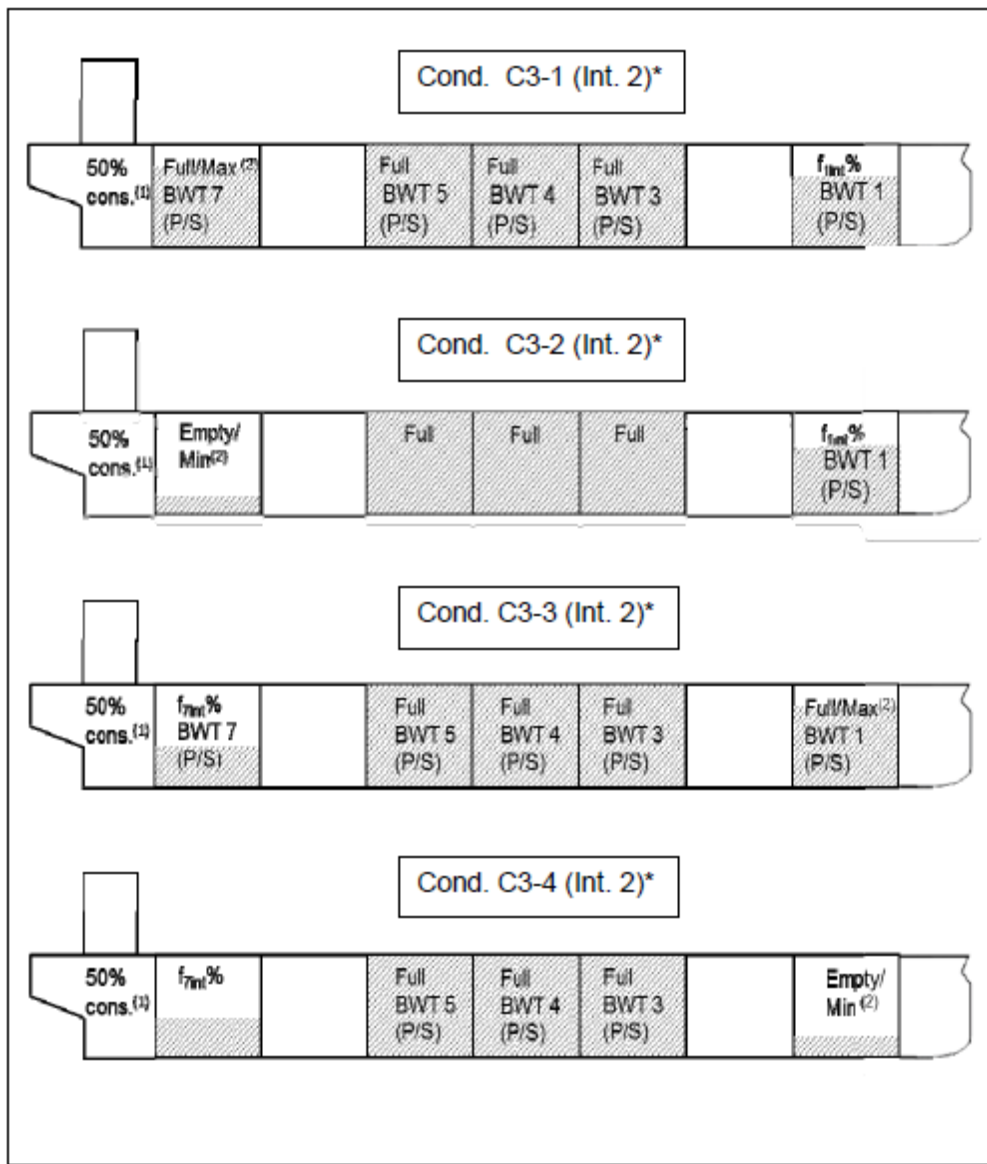 Cond. C3-1 (Int. 2)*
50%
cons.(1)
Full/Max (2)
BWT 7
(P/S)
Full
BWT 5
(P/S)
Full
BWT 4
(P/S)
Full
BWT 3
(P/S)
f1int%
BWT 1
(P/S)
Cond. C3-2 (Int. 2)*
50%
cons.(1)
Empty/
Min(2)
Full
Full
Full
f1int%
BWT 1
(P/S)
Cond. C3-3 (Int. 2)*
50%
cons.(1)
f7int%
BWT 7
(P/S)
Full
BWT 5
(P/S)
Full
BWT 4
(P/S)
Full
BWT 3
(P/S)
Full/Max(2)
BWT 1
(P/S)
Cond. C3-4 (Int. 2)*
50%
cons.(1)
f7int%
Full
BWT 5
(P/S)
Full
BWT 4
(P/S)
Full
BWT 3
(P/S)
Empty/
Min (2)